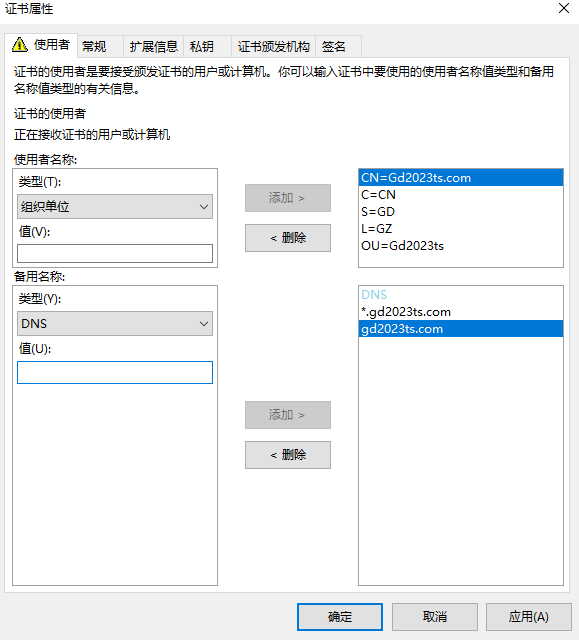 证书属性
使用者 常规 扩展信息 私钥 证书颁发机构 签名
证书的使用者是要接受颁发证书的用户或计算机。你可以输入证书中要使用的使用者名称值类型和备用
名称值类型的有关信息。
证书的使用者
正在接收证书的用户或计算机
使用者名称:
类型(T):
组织单位
值(V):
添加 >
< 删除
CN=Gd2023ts.com
C=CN
S=GD
L=GZ
OU=Gd2023ts
备用名称:
类型(Y):
DNS
值(U):
添加 >
< 删除
DNS
*.gd2023ts.com
gd2023ts.com
确定 取消 应用(A)